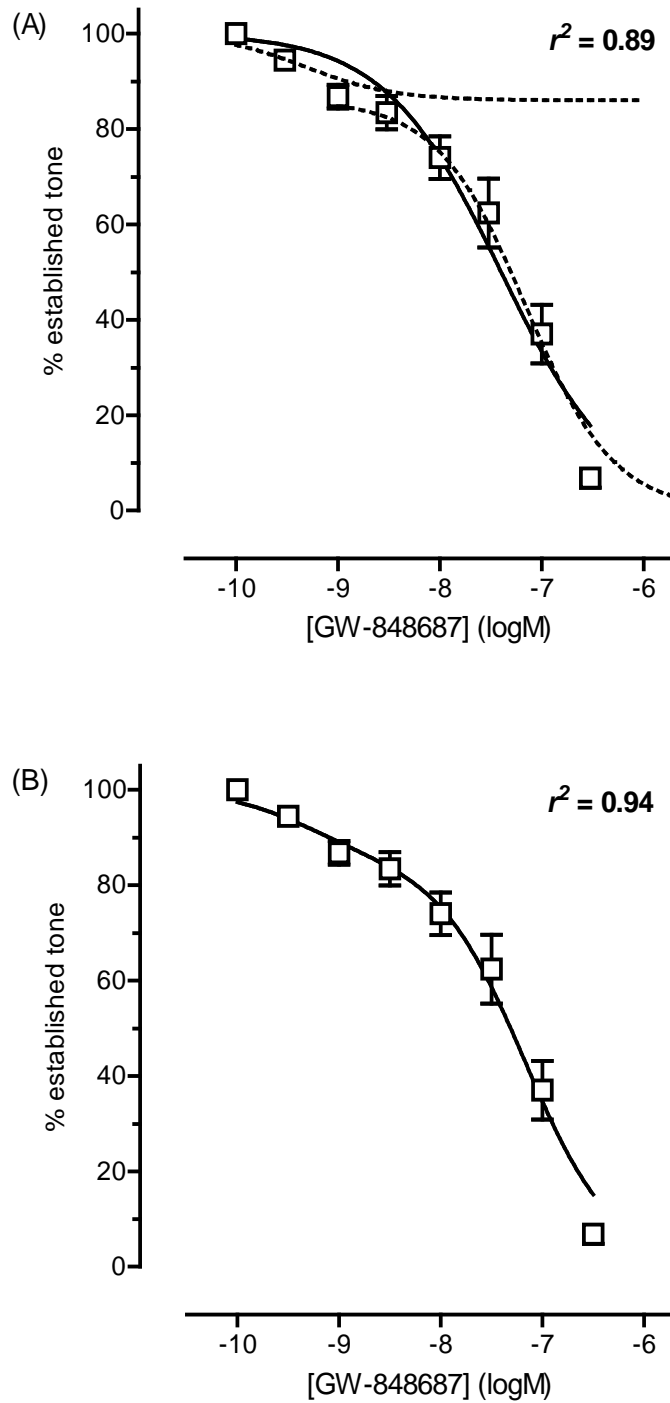 (A)
r² = 0.89
100
80
60
40
20
0
% established tone
-10 -9 -8 -7 -6
[GW-848687] (logM)
(B)
r² = 0.94
100
80
60
40
20
0
% established tone
-10 -9 -8 -7 -6
[GW-848687] (logM)